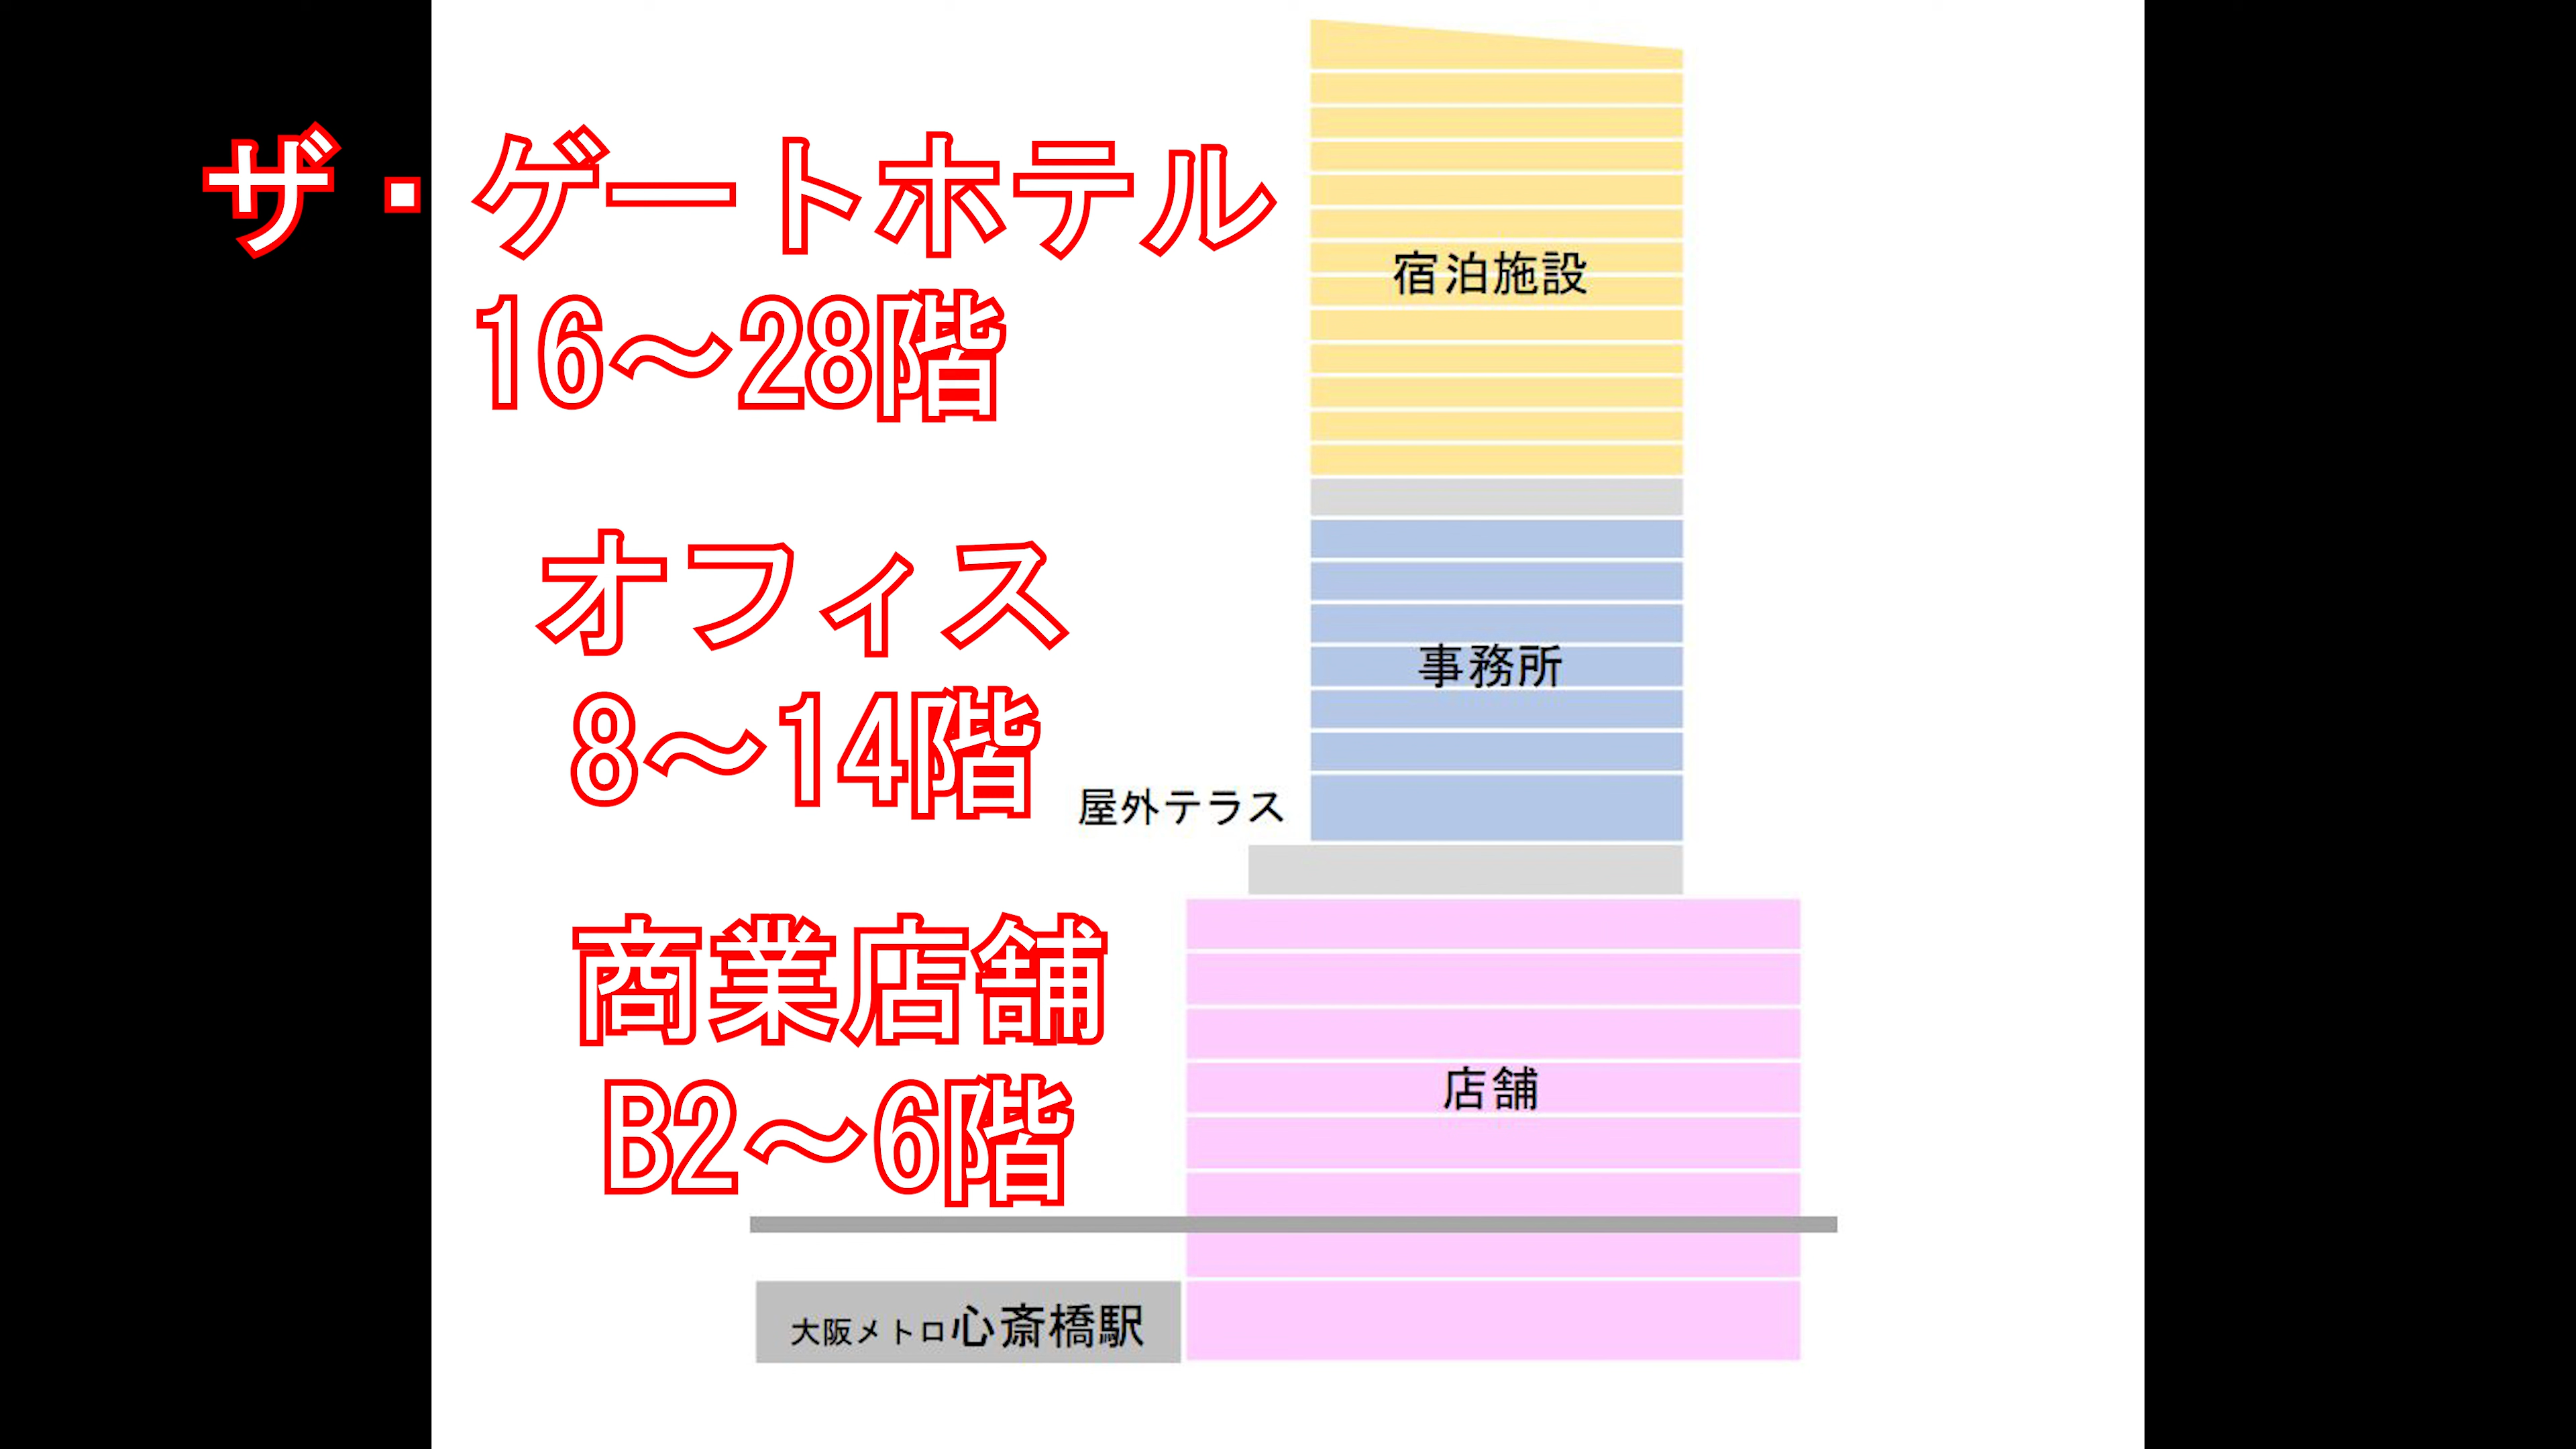 ザ・ゲートホテル
16～28階
宿泊施設
オフィス
8～14階
事務所
屋外テラス
商業店舗
B2～6階
店舗
大阪メトロ心斎橋駅